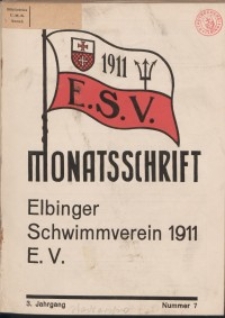 1911
E.S.V.
MONATSSCHRIFT
Elbinger
Schwimmverein 1911
E. V.
3. Jahrgang Nummer 7